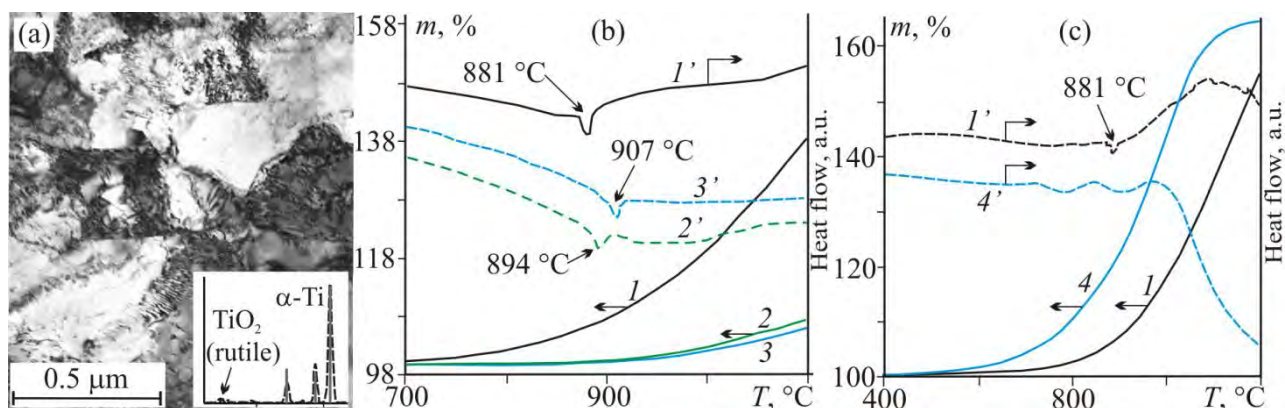 (a)
α-Ti
TiO₂
(rutile)
0.5 μm
158
m, %
(b)
881 °C
1'
138
907 °C
3'
2'
118
894 °C
1
2
3
98
700
900
T, °C
Heat flow, a.u.
160
m, %
(c)
881 °C
1'
140
4'
120
4
1
100
400
800
T, °C
Heat flow, a.u.